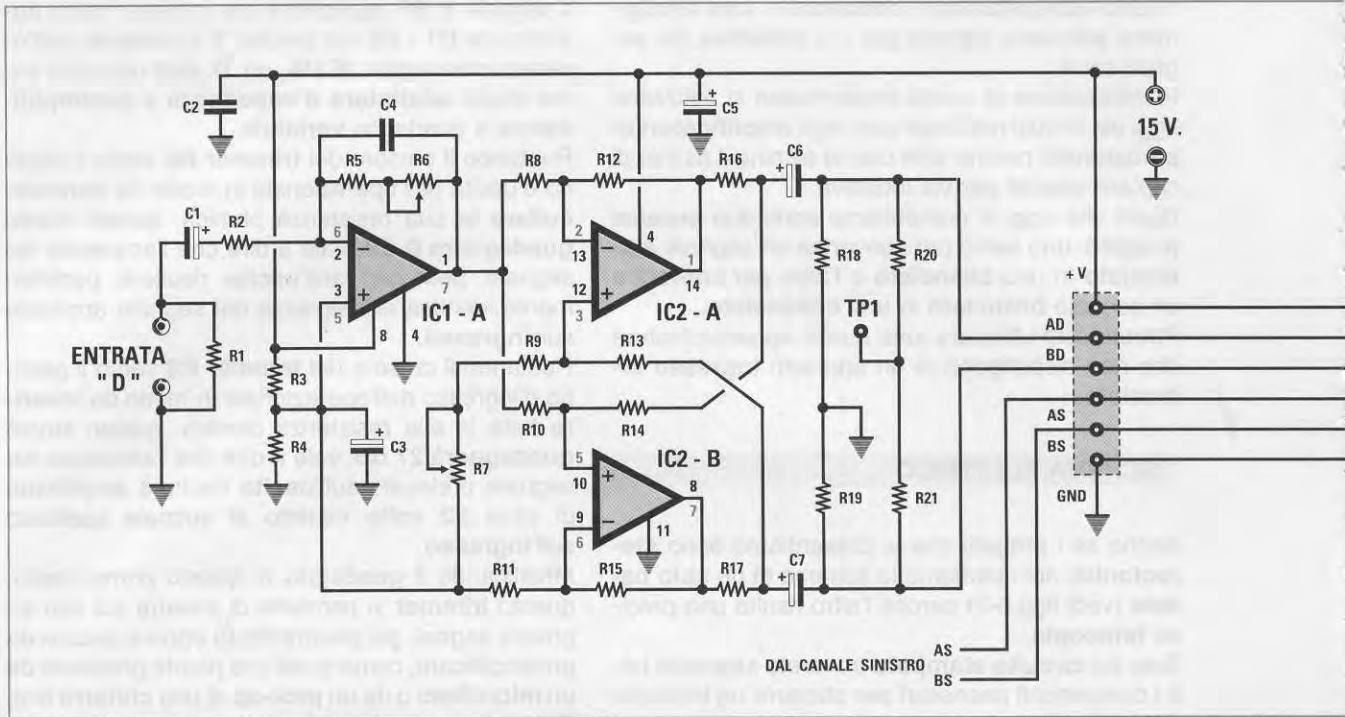 C2
C4
C5
15 V.
R5
R6
R8
R12
R16
C6
C1
R2
6
2
3
5
1
7
8
4
IC1 - A
2
13
12
3
4
1
14
IC2 - A
R18
R20
TP1
+V
AD
BD
AS
BS
GND
ENTRATA
"D"
R1
R3
R4
C3
R9
R13
R10
R14
R7
IC2 - B
5
10
9
6
8
7
11
R19
R21
R11
R15
R17
C7
DAL CANALE SINISTRO
AS
BS